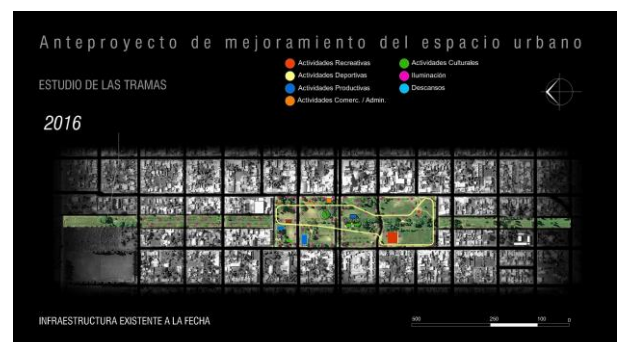 Anteproyecto de mejoramiento del espacio urbano
Actividades Recreativas
Actividades Deportivas
Actividades Productivas
Actividades Comerc. / Admin.
Actividades Culturales
Iluminación
Descansos
ESTUDIO DE LAS TRAMAS
2016
INFRAESTRUCTURA EXISTENTE A LA FECHA
500 250 100 0